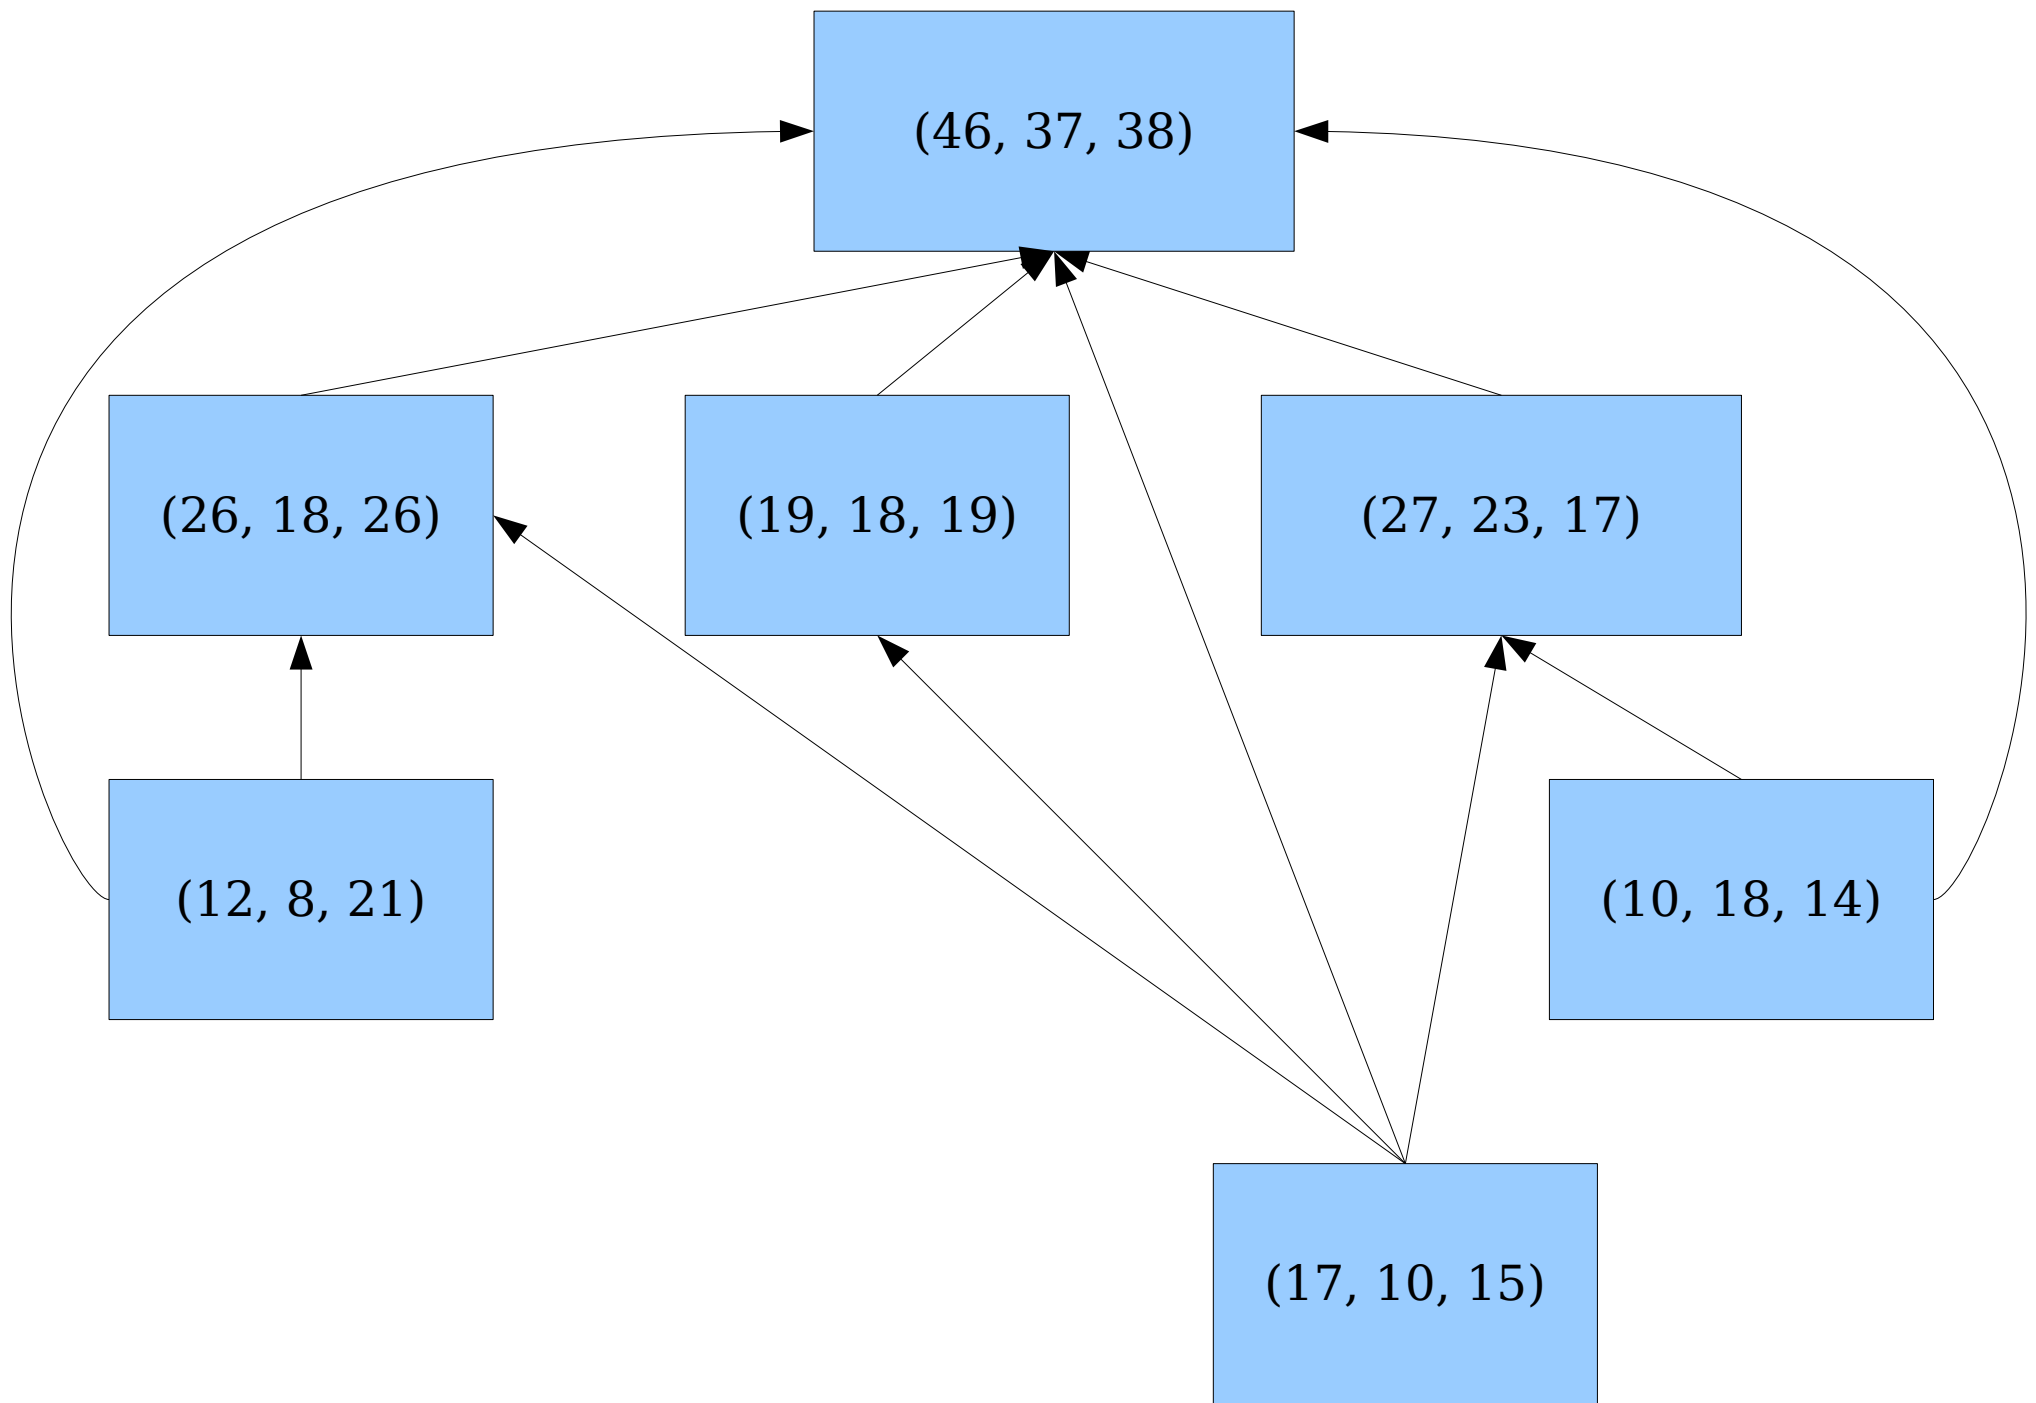 (46, 37, 38)
(26, 18, 26)
(19, 18, 19)
(27, 23, 17)
(12, 8, 21)
(10, 18, 14)
(17, 10, 15)